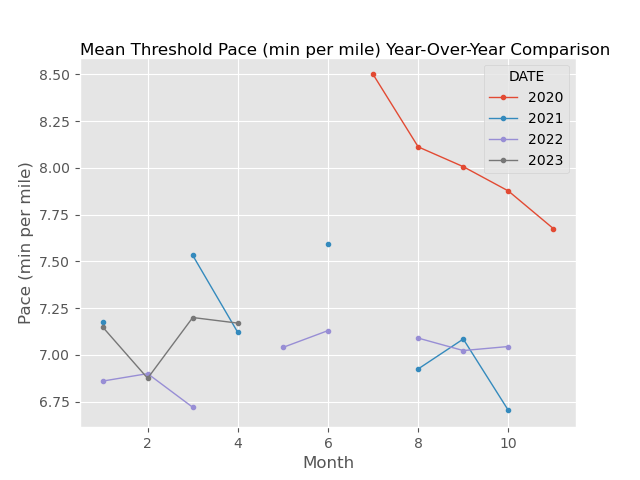 Mean Threshold Pace (min per mile) Year-Over-Year Comparison
DATE
2020
2021
2022
2023
8.50
8.25
8.00
7.75
7.50
7.25
7.00
6.75
Pace (min per mile)
2 4 6 8 10
Month